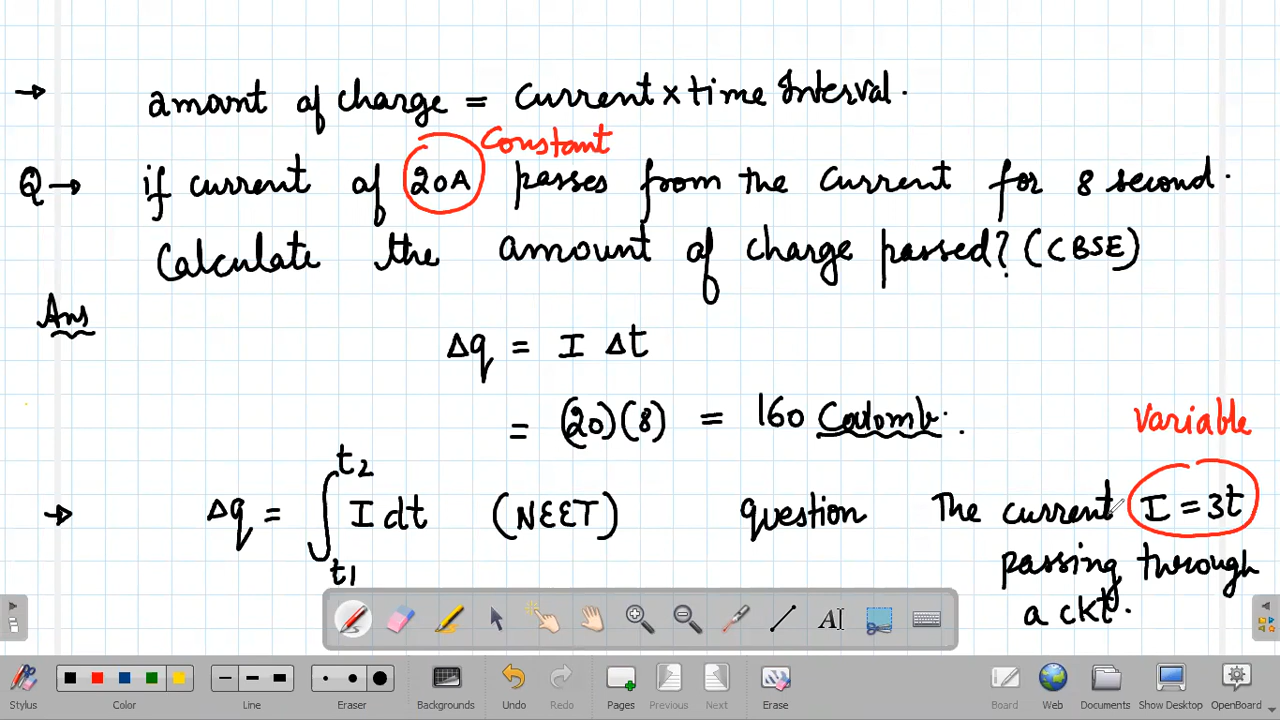 → amount of charge = Current × time Interval.
Constant
Q → if current of 20A passes from the current for 8 second.
Calculate the amount of charge passed? (CBSE)
Ans
Δq = I Δt
= (20)(8) = 160 Coulomb.
Variable
→ Δq = ∫t1t2 I dt (NEET) question The current I = 3t
passing through
a ckt.
Stylus
Color
Line
Eraser
Backgrounds
Undo
Redo
Pages
Previous
Next
Erase
Board
Web
Documents
Show Desktop
OpenBoard